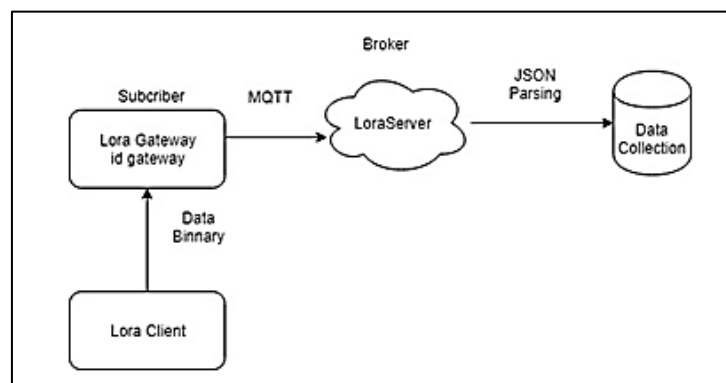 Broker
Subcriber
MQTT
JSON
Parsing
Lora Gateway
id gateway
LoraServer
Data
Collection
Data
Binnary
Lora Client